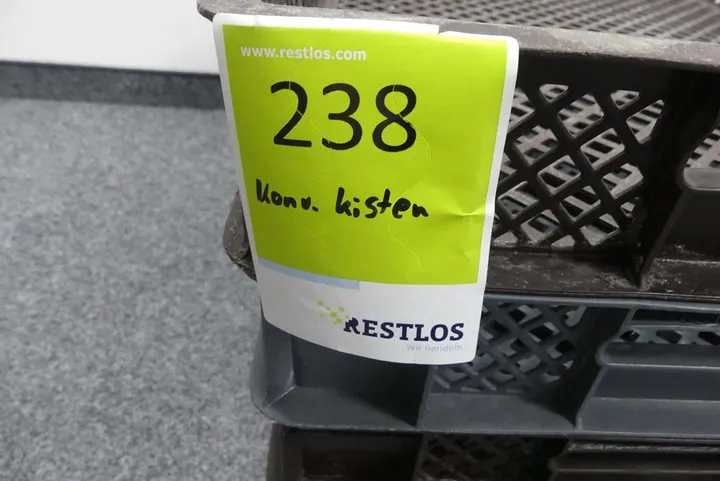 www.restlos.com
238
Konv. kisten
RESTLOS
Wir handeln.